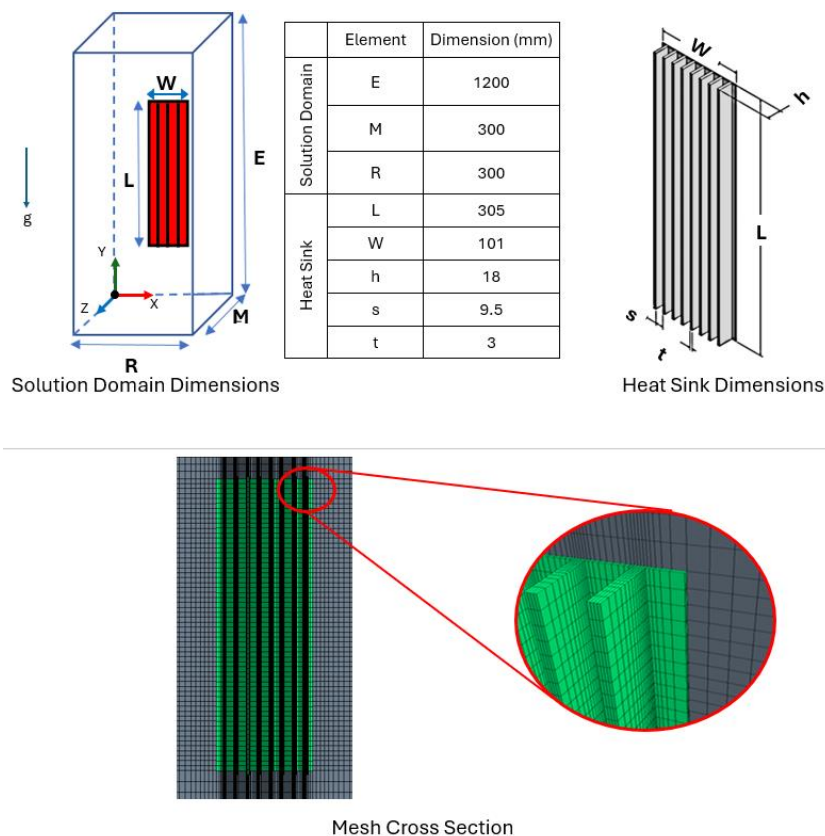 W
L
E
g
Y
Z
X
M
R
Solution Domain Dimensions
Element Dimension (mm)
Solution Domain
E 1200
M 300
R 300
Heat Sink
L 305
W 101
h 18
s 9.5
t 3
W
h
L
s
t
Heat Sink Dimensions
Mesh Cross Section